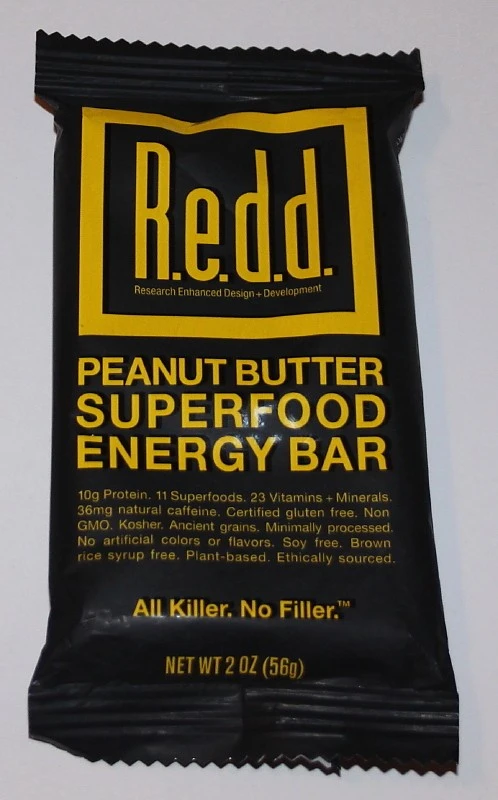 R.e.d.d.
Research Enhanced Design + Development
PEANUT BUTTER
SUPERFOOD
ENERGY BAR
10g Protein. 11 Superfoods. 23 Vitamins + Minerals.
36mg natural caffeine. Certified gluten free. Non
GMO. Kosher. Ancient grains. Minimally processed.
No artificial colors or flavors. Soy free. Brown
rice syrup free. Plant-based. Ethically sourced.
All Killer. No Filler.™
NET WT 2 OZ (56g)